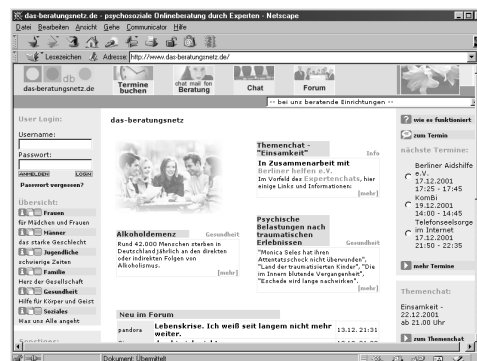 das-beratungsnetz.de - psychosoziale Onlineberatung durch Experten - Netscape
Datei Bearbeiten Ansicht Gehe Communicator Hilfe
Lesezeichen Adresse http://www.das-beratungsnetz.de/
db
das-beratungsnetz.de
Termine buchen
chat mail fon
Beratung
Chat
Forum
-- bei uns beratende Einrichtungen --
User Login:
Username:
Passwort:
ANMELDEN LOGIN
Passwort vergessen?
Übersicht:
Frauen
für Mädchen und Frauen
Männer
das starke Geschlecht
Jugendliche
schwierige Zeiten
Familie
Herz der Gesellschaft
Gesundheit
Hilfe für Körper und Geist
Soziales
Was uns Alle angeht
Sonstiges:
das-beratungsnetz
Alkoholdemenz Gesundheit
Rund 42.000 Menschen sterben in
Deutschland jährlich an den direkten
oder indirekten Folgen von
Alkoholismus.
[mehr]
Themenchat -
"Einsamkeit" Info
In Zusammenarbeit mit
Berliner helfen e.V.
Im Vorfeld des Expertenchats, hier
einige Links und Informationen:
[mehr]
Psychische
Belastungen nach
traumatischen
Erlebnissen Gesundheit
"Monica Seles hat ihren
Attentatsschock nicht überwunden",
"Land der traumatisierten Kinder", "Die
im Innern blutende Vergangenheit",
"Eschede wird lange nachwirken".
[mehr]
Neu im Forum
pandora Lebenskrise. Ich weiß seit langem nicht mehr 13.12. 21:31
weiter.
? wie es funktioniert
zum Termin
nächste Termine:
Berliner Aidshilfe
e.V.
17.12.2001
17:25 - 17:45
KomBi
19.12.2001
14:00 - 14:45
Telefonseelsorge
im Internet
17.12.2001
21:50 - 22:35
mehr Termine
Themenchat:
Einsamkeit -
22.12.2001
ab 21.00 Uhr
zum Themenchat
Dokument: Übermittelt